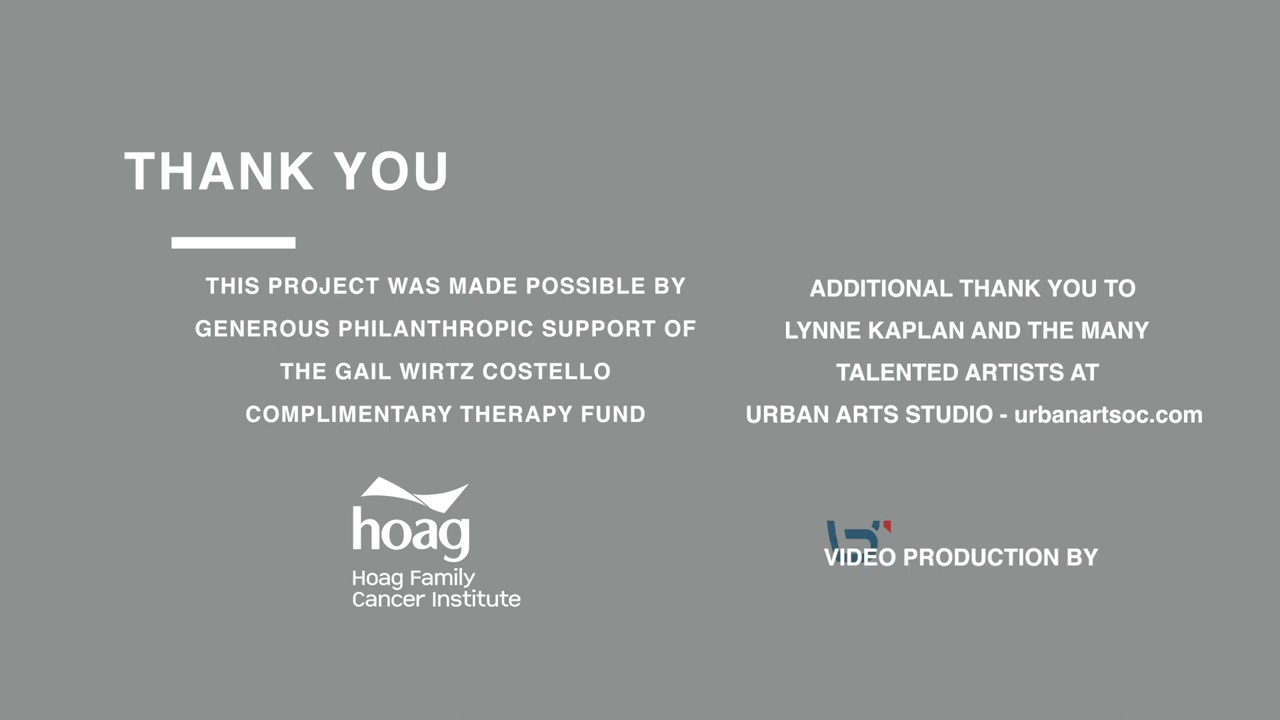 THANK YOU
THIS PROJECT WAS MADE POSSIBLE BY
GENEROUS PHILANTHROPIC SUPPORT OF
THE GAIL WIRTZ COSTELLO
COMPLIMENTARY THERAPY FUND
hoag
Hoag Family
Cancer Institute
ADDITIONAL THANK YOU TO
LYNNE KAPLAN AND THE MANY
TALENTED ARTISTS AT
URBAN ARTS STUDIO - urbanartsoc.com
VIDEO PRODUCTION BY